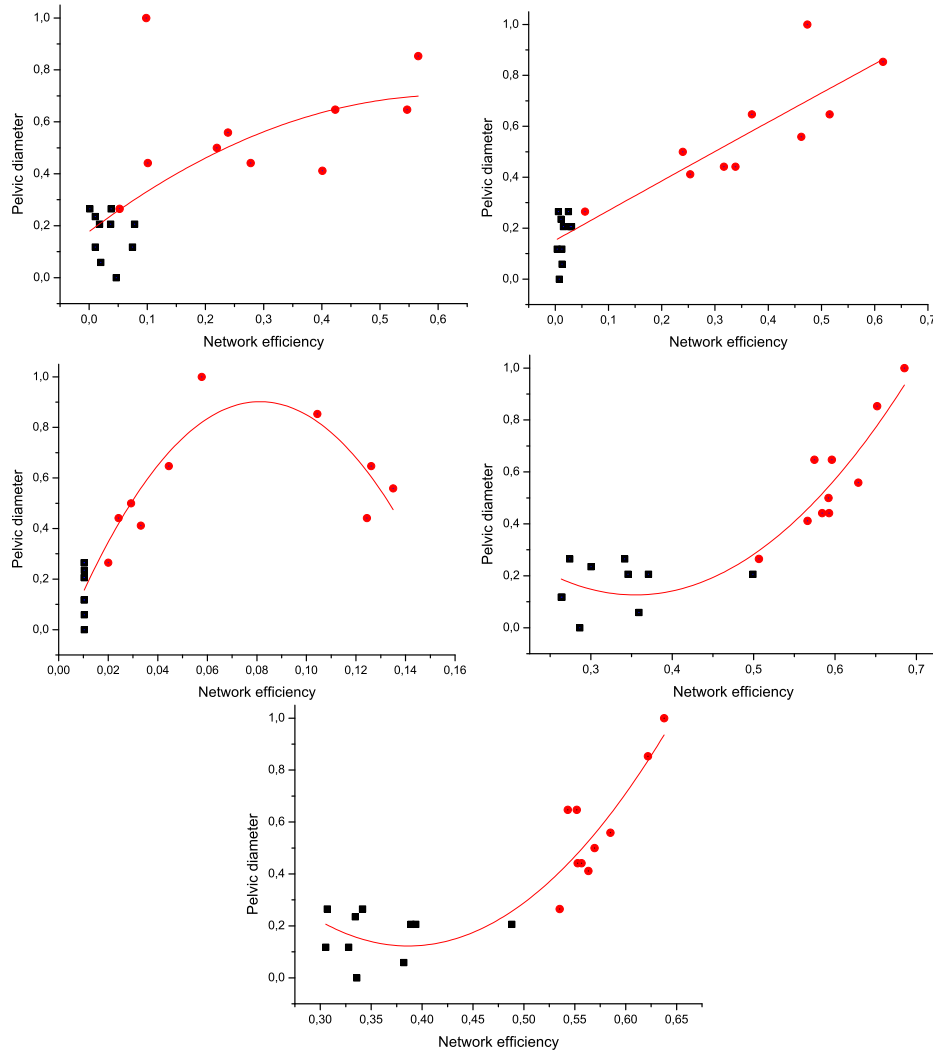 1,0
0,8
0,6
0,4
0,2
0,0
Pelvic diameter
0,0 0,1 0,2 0,3 0,4 0,5 0,6
Network efficiency
1,0
0,8
0,6
0,4
0,2
0,0
Pelvic diameter
0,0 0,1 0,2 0,3 0,4 0,5 0,6 0,7
Network efficiency
1,0
0,8
0,6
0,4
0,2
0,0
Pelvic diameter
0,00 0,02 0,04 0,06 0,08 0,10 0,12 0,14 0,16
Network efficiency
1,0
0,8
0,6
0,4
0,2
0,0
Pelvic diameter
0,3 0,4 0,5 0,6 0,7
Network efficiency
1,0
0,8
0,6
0,4
0,2
0,0
Pelvic diameter
0,30 0,35 0,40 0,45 0,50 0,55 0,60 0,65
Network efficiency